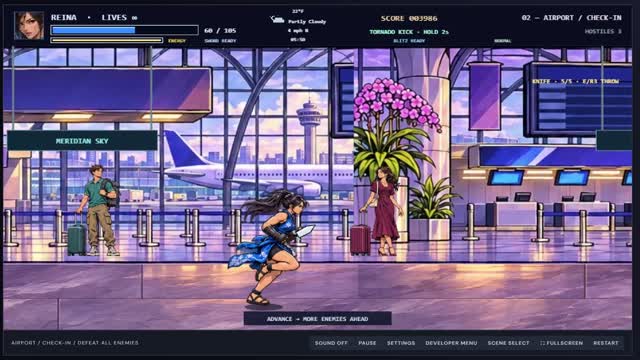 REINA • LIVES ∞
60 / 105
ENERGY
SWORD READY
22°F
Partly Cloudy
4 mph N
05:50
SCORE 003986
TORNADO KICK · HOLD 2s
BLITZ READY
NORMAL
02 — AIRPORT / CHECK-IN
HOSTILES 3
KNIFE · 5/5 · E/R3 THROW
MERIDIAN SKY
ADVANCE → MORE ENEMIES AHEAD
AIRPORT / CHECK-IN / DEFEAT ALL ENEMIES
SOUND OFF
PAUSE
SETTINGS
DEVELOPER MENU
SCENE SELECT
FULLSCREEN
RESTART